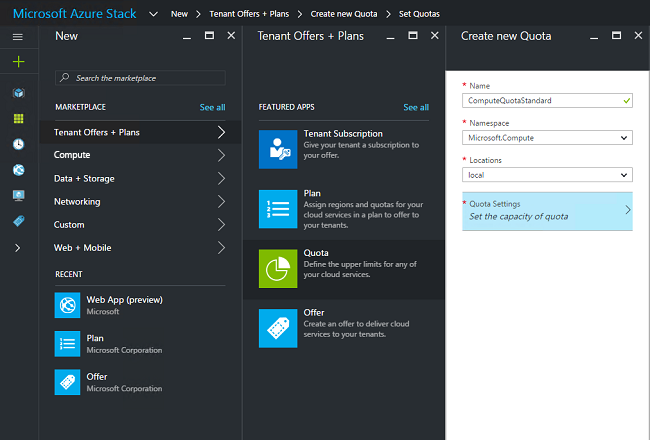 Microsoft Azure Stack New > Tenant Offers + Plans > Create new Quota > Set Quotas
New
Search the marketplace
MARKETPLACE See all
Tenant Offers + Plans
Compute
Data + Storage
Networking
Custom
Web + Mobile
RECENT
Web App (preview)
Microsoft
Plan
Microsoft Corporation
Offer
Microsoft Corporation
Tenant Offers + Plans
FEATURED APPS See all
Tenant Subscription
Give your tenant a subscription to
your offer.
Plan
Assign regions and quotas for your
cloud services in a plan to offer to
your tenants.
Quota
Define the upper limits for any of
your cloud services.
Offer
Create an offer to deliver cloud
services to your tenants.
Create new Quota
* Name
ComputeQuotaStandard
* Namespace
Microsoft.Compute
* Locations
local
* Quota Settings
Set the capacity of quota